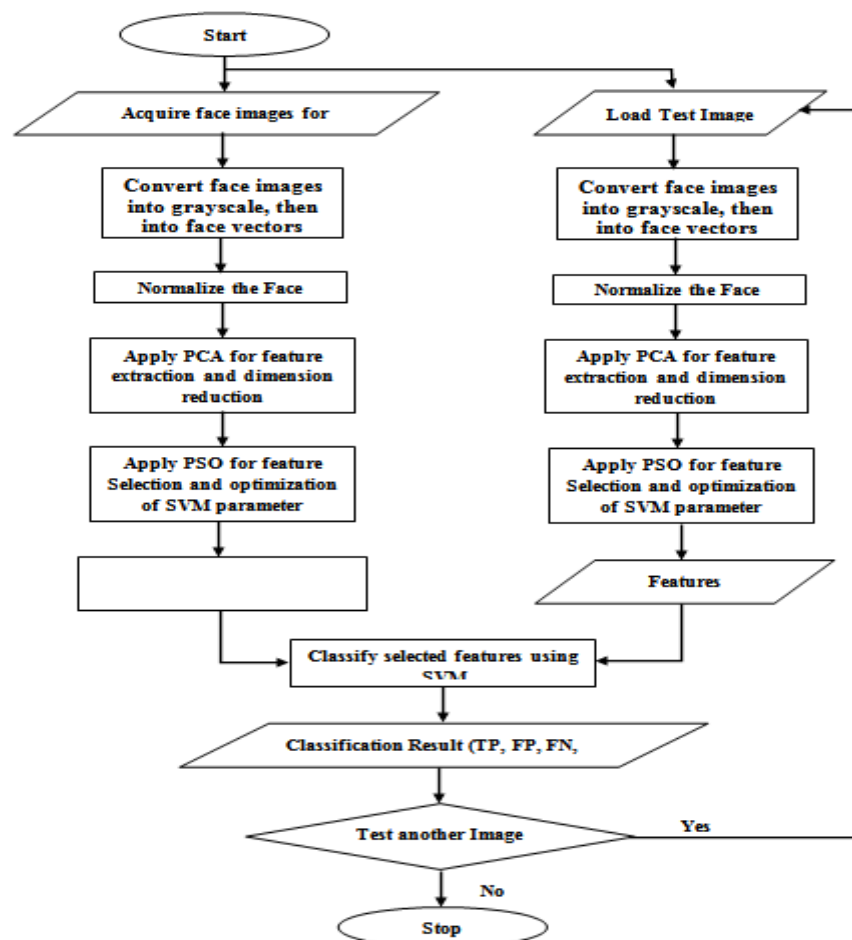 Start
Acquire face images for
Convert face images
into grayscale, then
into face vectors
Normalize the Face
Apply PCA for feature
extraction and dimension
reduction
Apply PSO for feature
Selection and optimization
of SVM parameter
Load Test Image
Convert face images
into grayscale, then
into face vectors
Normalize the Face
Apply PCA for feature
extraction and dimension
reduction
Apply PSO for feature
Selection and optimization
of SVM parameter
Features
Classify selected features using
SVM
Classification Result (TP, FP, FN,
Test another Image
Yes
No
Stop